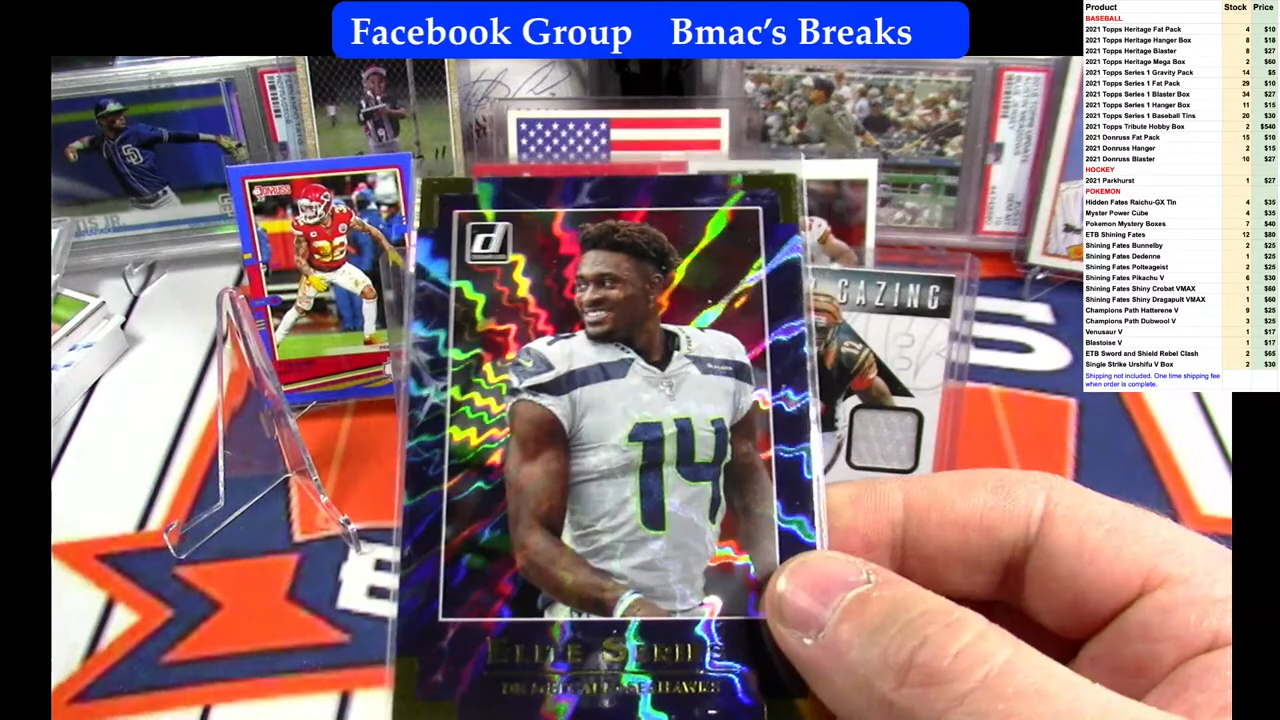 Facebook Group Bmac's Breaks
Product Stock Price
BASEBALL
2021 Topps Heritage Fat Pack 4 $10
2021 Topps Heritage Hanger Box 8 $18
2021 Topps Heritage Blaster 8 $27
2021 Topps Heritage Mega Box 2 $60
2021 Topps Series 1 Gravity Pack 14 $5
2021 Topps Series 1 Fat Pack 29 $10
2021 Topps Series 1 Blaster Box 34 $27
2021 Topps Series 1 Hanger Box 11 $15
2021 Topps Series 1 Baseball Tins 20 $30
2021 Topps Tribute Hobby Box 2 $540
2021 Donruss Fat Pack 15 $10
2021 Donruss Hanger 2 $15
2021 Donruss Blaster 10 $27
HOCKEY
2021 Parkhurst 1 $27
POKEMON
Hidden Fates Raichu-GX Tin 4 $35
Myster Power Cube 4 $35
Pokemon Mystery Boxes 7 $40
ETB Shining Fates 12 $80
Shining Fates Bunnelby 2 $25
Shining Fates Dedenne 1 $25
Shining Fates Polteageist 2 $25
Shining Fates Pikachu V 6 $30
Shining Fates Shiny Crobat VMAX 1 $60
Shining Fates Shiny Dragapult VMAX 1 $60
Champions Path Hatterene V 9 $25
Champions Path Dubwool V 3 $25
Venusaur V 1 $17
Blastoise V 1 $17
ETB Sword and Shield Rebel Clash 2 $65
Single Strike Urshifu V Box 2 $30
Shipping not included. One time shipping fee
when order is complete.
DONRUSS
d
GAZING
14
ELITE SERIES
SEAHAWKS